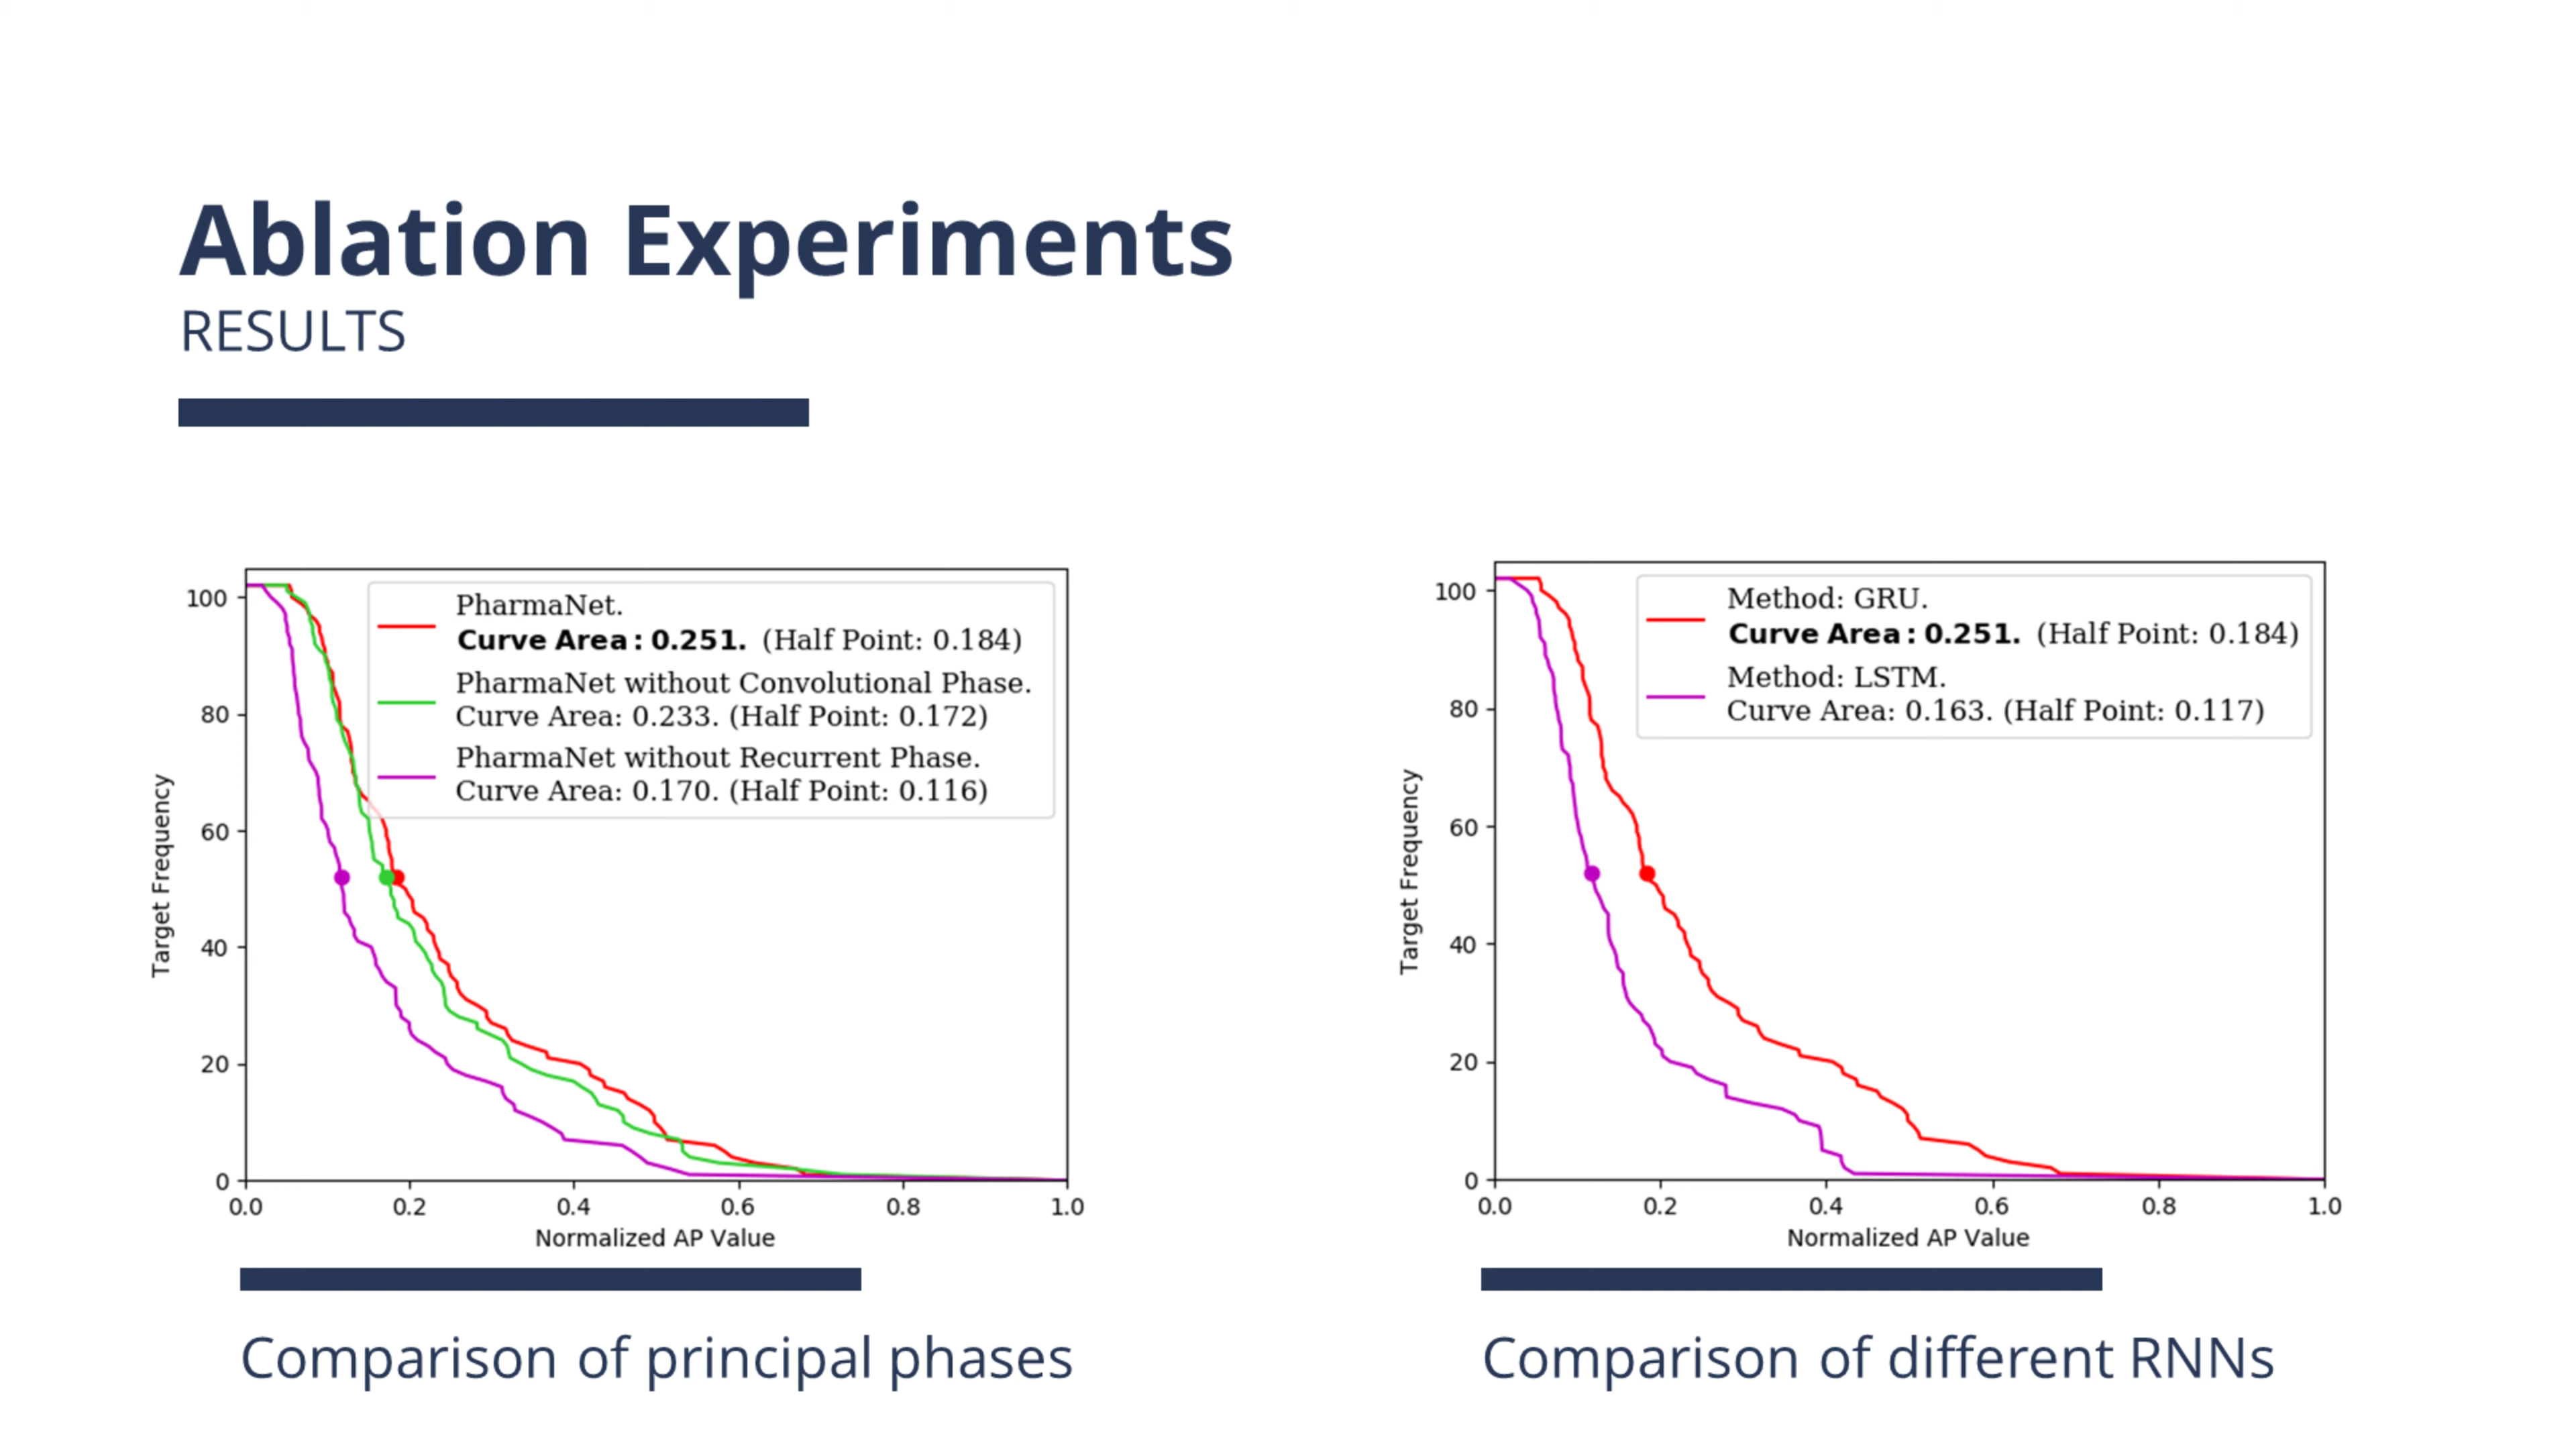 Ablation Experiments
RESULTS
PharmaNet.
Curve Area: 0.251. (Half Point: 0.184)
PharmaNet without Convolutional Phase.
Curve Area: 0.233. (Half Point: 0.172)
PharmaNet without Recurrent Phase.
Curve Area: 0.170. (Half Point: 0.116)
100
80
60
40
20
0
Target Frequency
0.0 0.2 0.4 0.6 0.8 1.0
Normalized AP Value
Comparison of principal phases
Method: GRU.
Curve Area: 0.251. (Half Point: 0.184)
Method: LSTM.
Curve Area: 0.163. (Half Point: 0.117)
100
80
60
40
20
0
Target Frequency
0.0 0.2 0.4 0.6 0.8 1.0
Normalized AP Value
Comparison of different RNNs